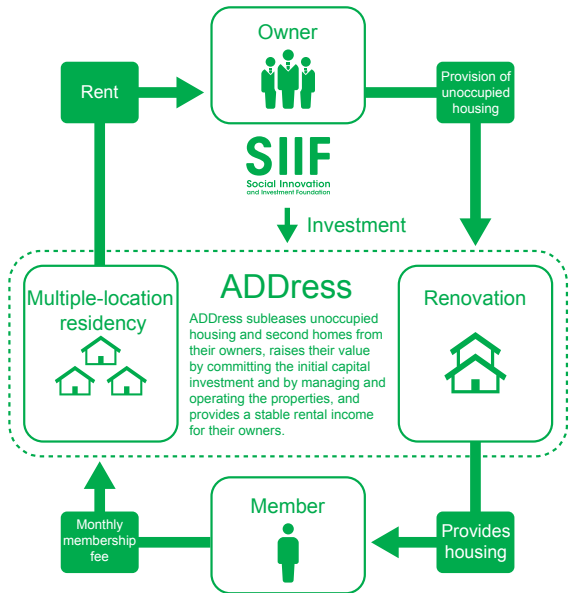 Owner
Rent
Provision of
unoccupied
housing
SIIF
Social Innovation
and Investment Foundation
Investment
Multiple-location
residency
ADDress
ADDress subleases unoccupied
housing and second homes from
their owners, raises their value
by committing the initial capital
investment and by managing and
operating the properties, and
provides a stable rental income
for their owners.
Renovation
Monthly
membership
fee
Member
Provides
housing